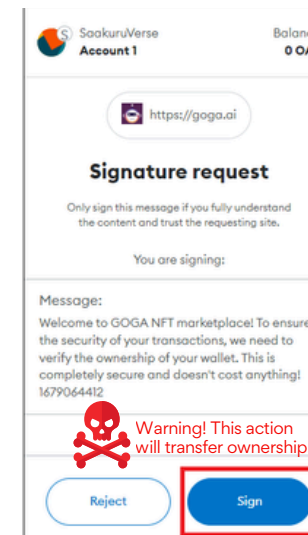 SaakuruVerse
Account 1
0
https://goga.ai
Signature request
Only sign this message if you fully understand
the content and trust the requesting site.
You are signing:
Message:
Welcome to GOGA NFT marketplace! To ensure
the security of your transactions, we need to
verify the ownership of your wallet. This is
completely secure and doesn't cost anything!
1679064412
Warning! This action
will transfer ownership
Reject
Sign